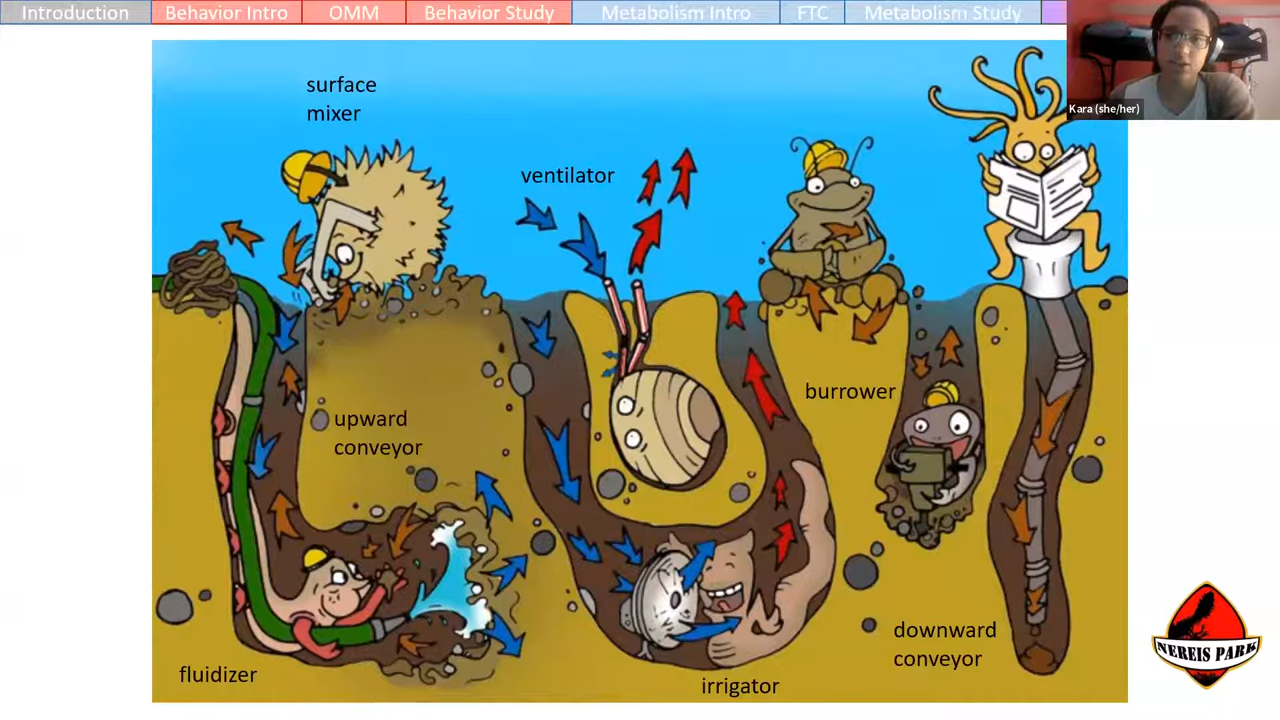 Introduction
Behavior Intro
OMM
Behavior Study
Metabolism Intro
FTC
Metabolism Study
Kara (she/her)
surface
mixer
ventilator
upward
conveyor
burrower
downward
conveyor
fluidizer
irrigator
NEREIS PARK